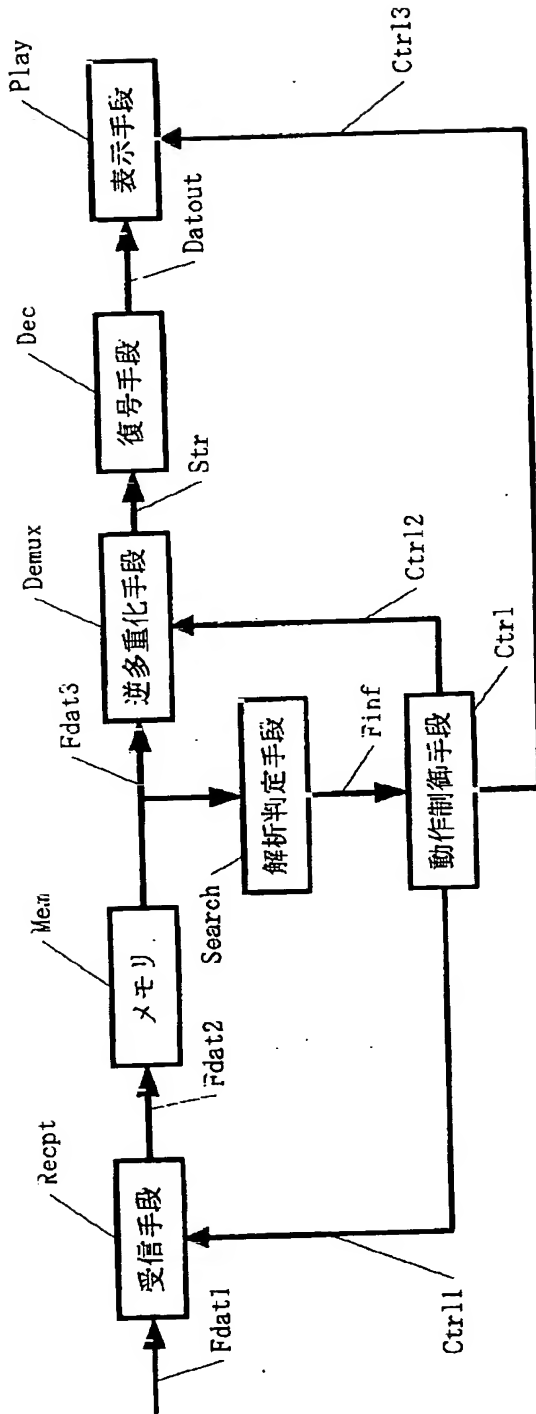 Fdat1
受信手段
Recpt
Fdat2
メモリ
Mem
Fdat3
逆多重化手段
Demux
Str
復号手段
Dec
Datout
表示手段
Play
解析判定手段
Search
Finf
動作制御手段
Ctrl
Ctrl1
Ctrl2
Ctrl3